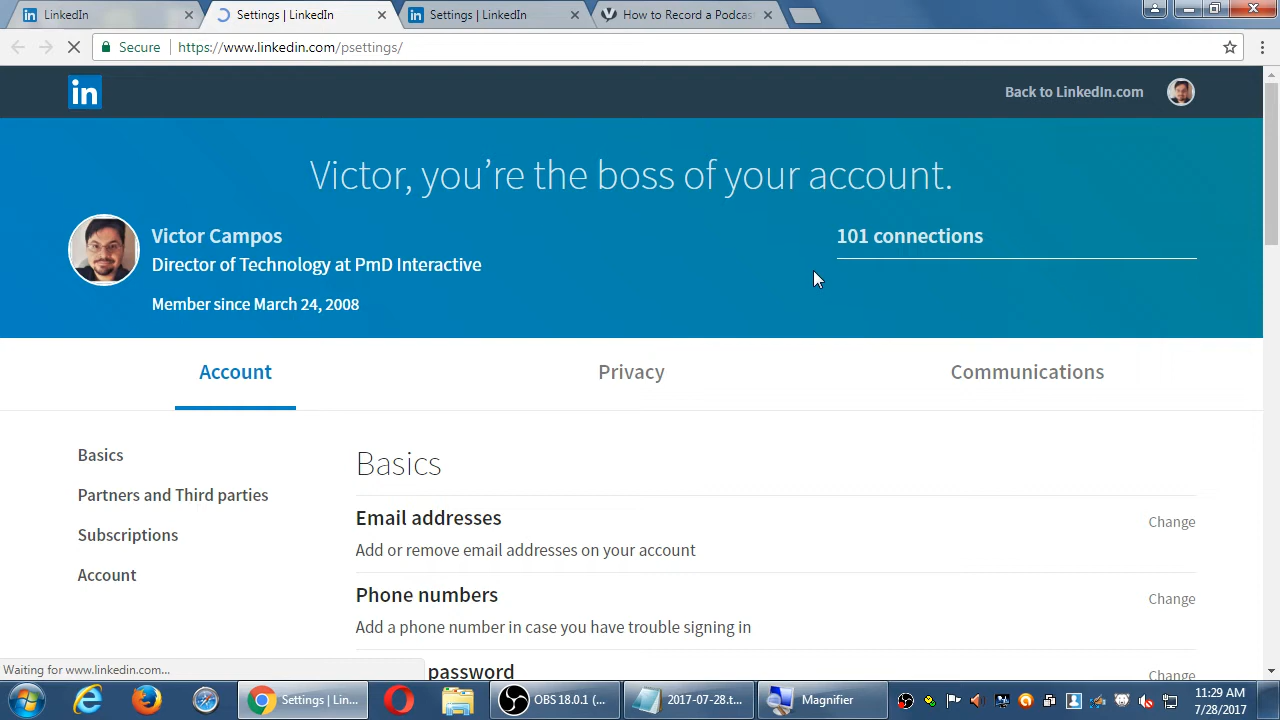 LinkedIn
Settings | LinkedIn
Settings | LinkedIn
How to Record a Podcas
Secure
https://www.linkedin.com/psettings/
in
Back to LinkedIn.com
Victor, you're the boss of your account.
Victor Campos
101 connections
Director of Technology at PmD Interactive
Member since March 24, 2008
Account
Privacy
Communications
Basics
Partners and Third parties
Subscriptions
Account
Basics
Email addresses
Change
Add or remove email addresses on your account
Phone numbers
Change
Add a phone number in case you have trouble signing in
password
Change
Waiting for www.linkedin.com...
Settings | Lin...
OBS 18.0.1 (...
2017-07-28.t...
Magnifier
11:29 AM
7/28/2017